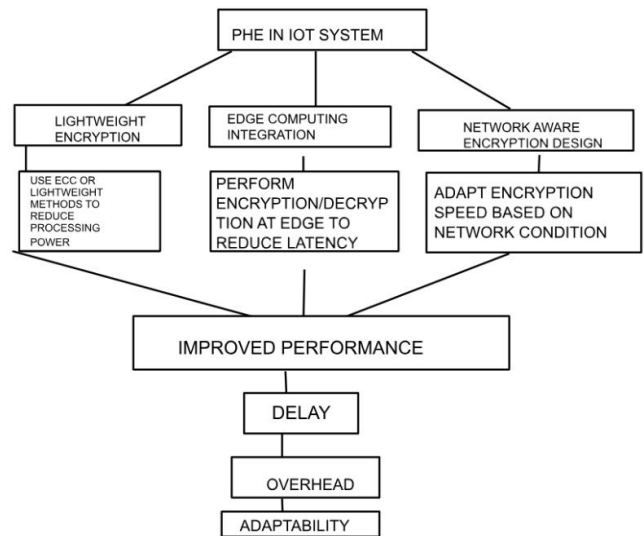 PHE IN IOT SYSTEM
LIGHTWEIGHT
ENCRYPTION
EDGE COMPUTING
INTEGRATION
NETWORK AWARE
ENCRYPTION DESIGN
USE ECC OR
LIGHTWEIGHT
METHODS TO
REDUCE
PROCESSING
POWER
PERFORM
ENCRYPTION/DECRYP
TION AT EDGE TO
REDUCE LATENCY
ADAPT ENCRYPTION
SPEED BASED ON
NETWORK CONDITION
IMPROVED PERFORMANCE
DELAY
OVERHEAD
ADAPTABILITY